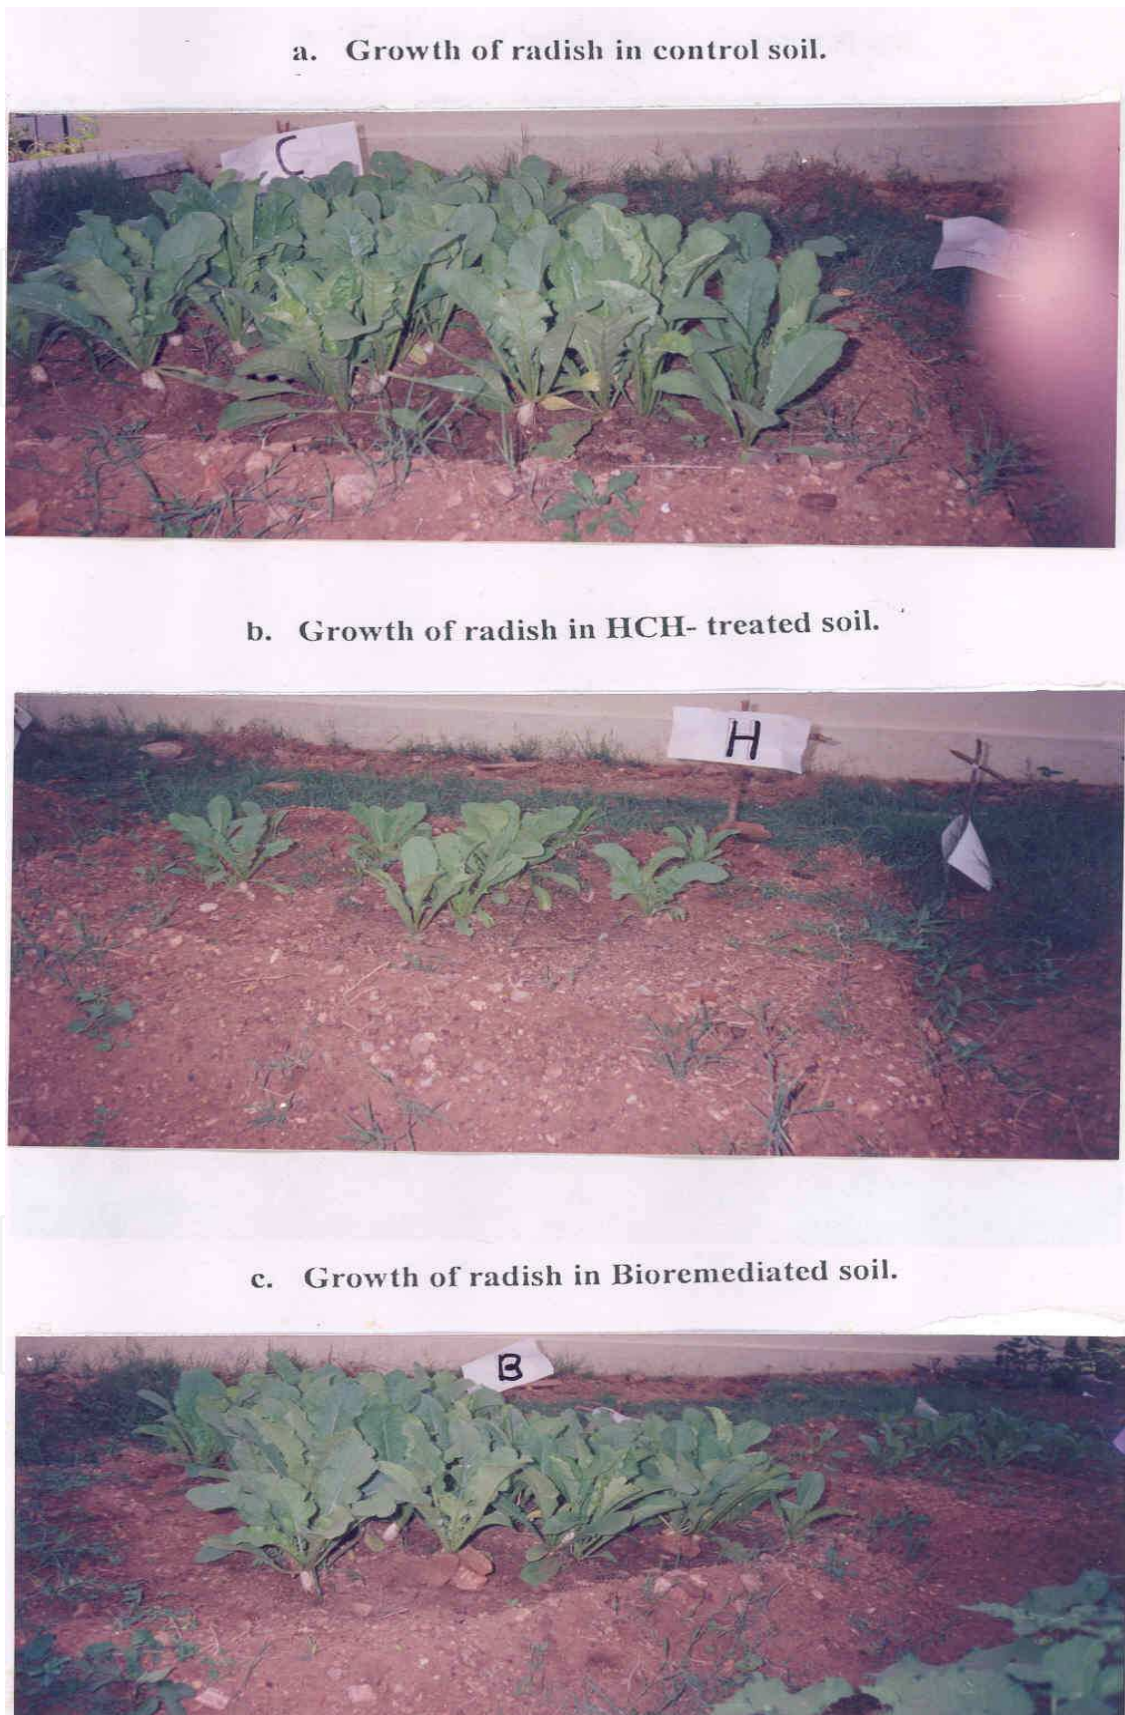 a. Growth of radish in control soil.
C
b. Growth of radish in HCH- treated soil.
H
c. Growth of radish in Bioremediated soil.
B